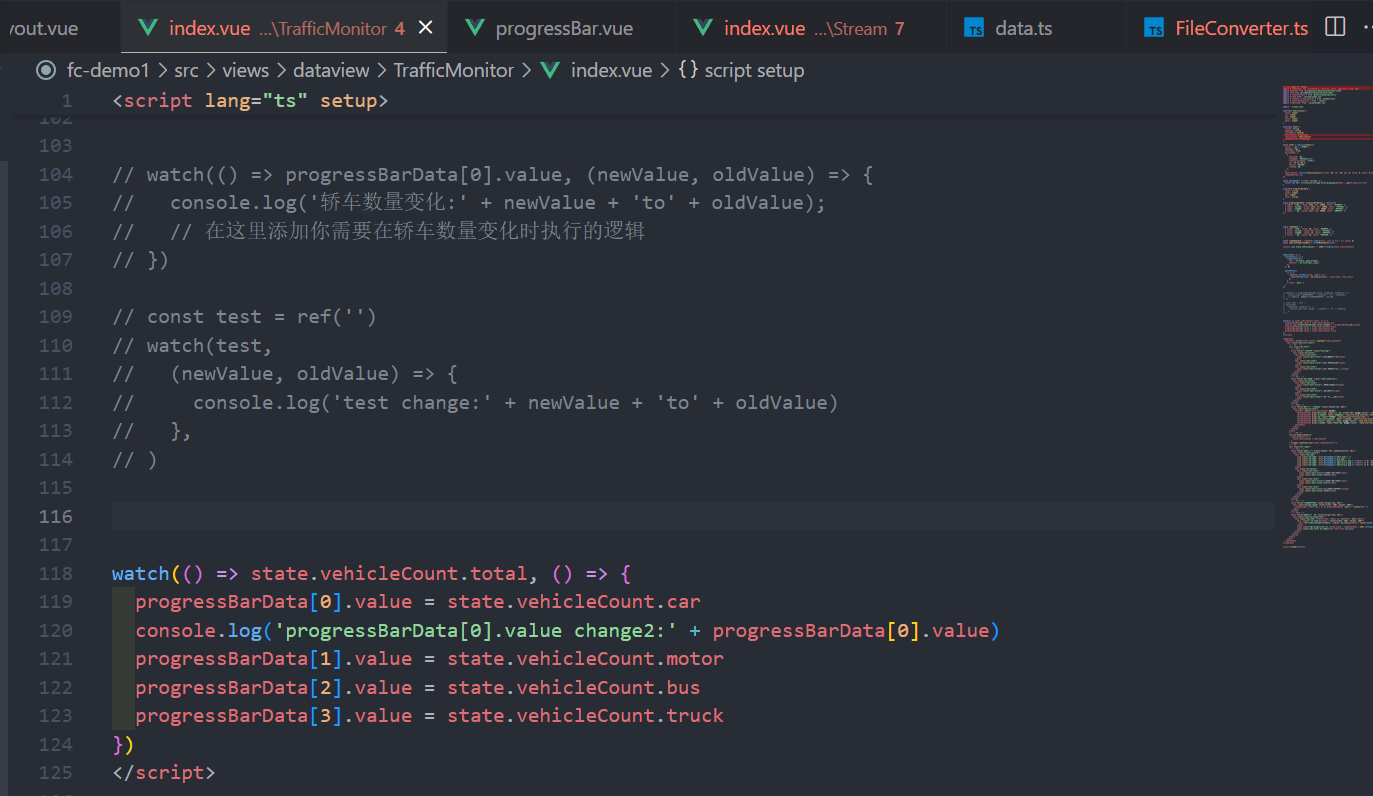 yout.vue index.vue ...\TrafficMonitor 4 progressBar.vue index.vue ...\Stream 7 TS data.ts TS FileConverter.ts
fc-demo1 > src > views > dataview > TrafficMonitor > index.vue > {} script setup
1 <script lang="ts" setup>
102
103
104 // watch(() => progressBarData[0].value, (newValue, oldValue) => {
105 //   console.log('轿车数量变化:' + newValue + 'to' + oldValue);
106 //   // 在这里添加你需要在轿车数量变化时执行的逻辑
107 // })
108
109 // const test = ref('')
110 // watch(test,
111 //   (newValue, oldValue) => {
112 //     console.log('test change:' + newValue + 'to' + oldValue)
113 //   },
114 // )
115
116
117
118 watch(() => state.vehicleCount.total, () => {
119   progressBarData[0].value = state.vehicleCount.car
120   console.log('progressBarData[0].value change2:' + progressBarData[0].value)
121   progressBarData[1].value = state.vehicleCount.motor
122   progressBarData[2].value = state.vehicleCount.bus
123   progressBarData[3].value = state.vehicleCount.truck
124 })
125 </script>